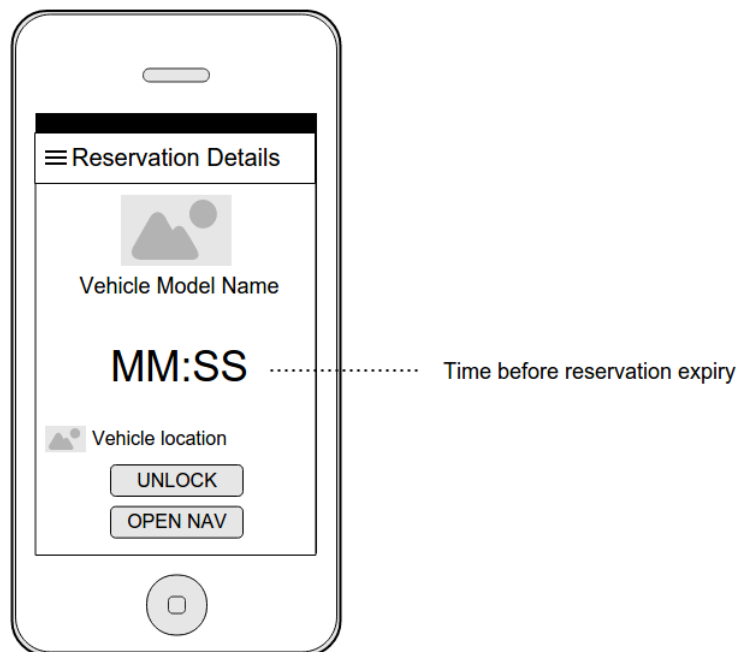 Reservation Details
Vehicle Model Name
MM:SS
Time before reservation expiry
Vehicle location
UNLOCK
OPEN NAV